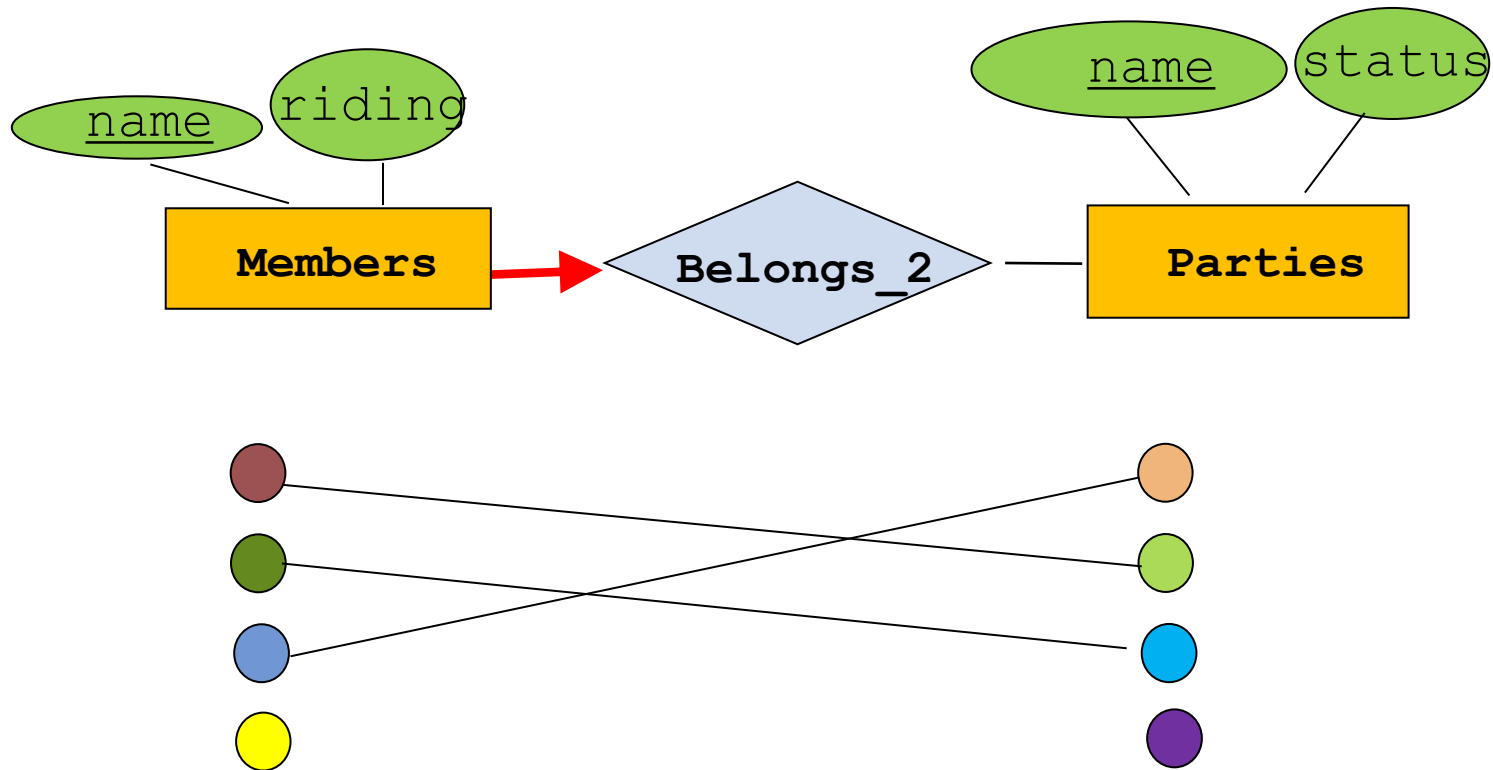 name
riding
name
status
Members
Belongs_2
Parties